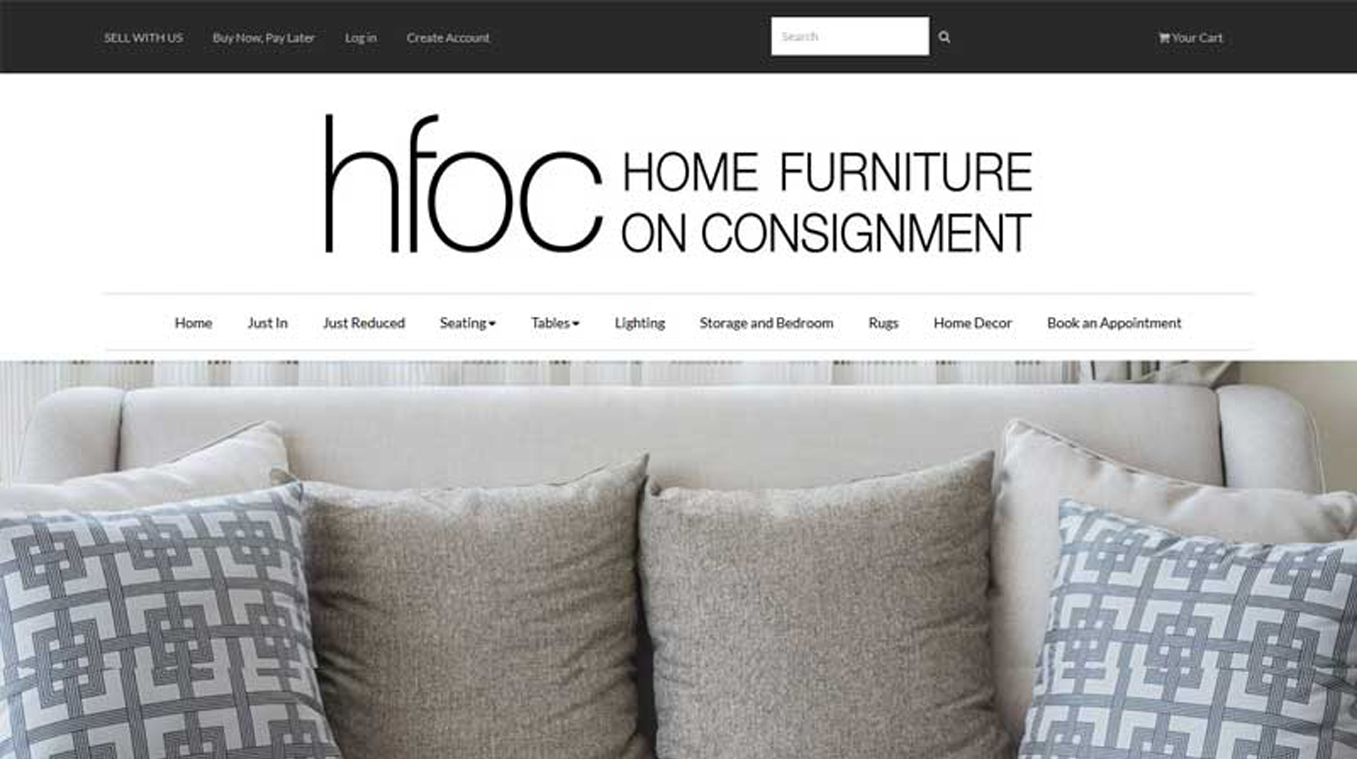 SELL WITH US Buy Now, Pay Later Log in Create Account Search Your Cart
hfoc HOME FURNITURE
ON CONSIGNMENT
Home Just In Just Reduced Seating Tables Lighting Storage and Bedroom Rugs Home Decor Book an Appointment